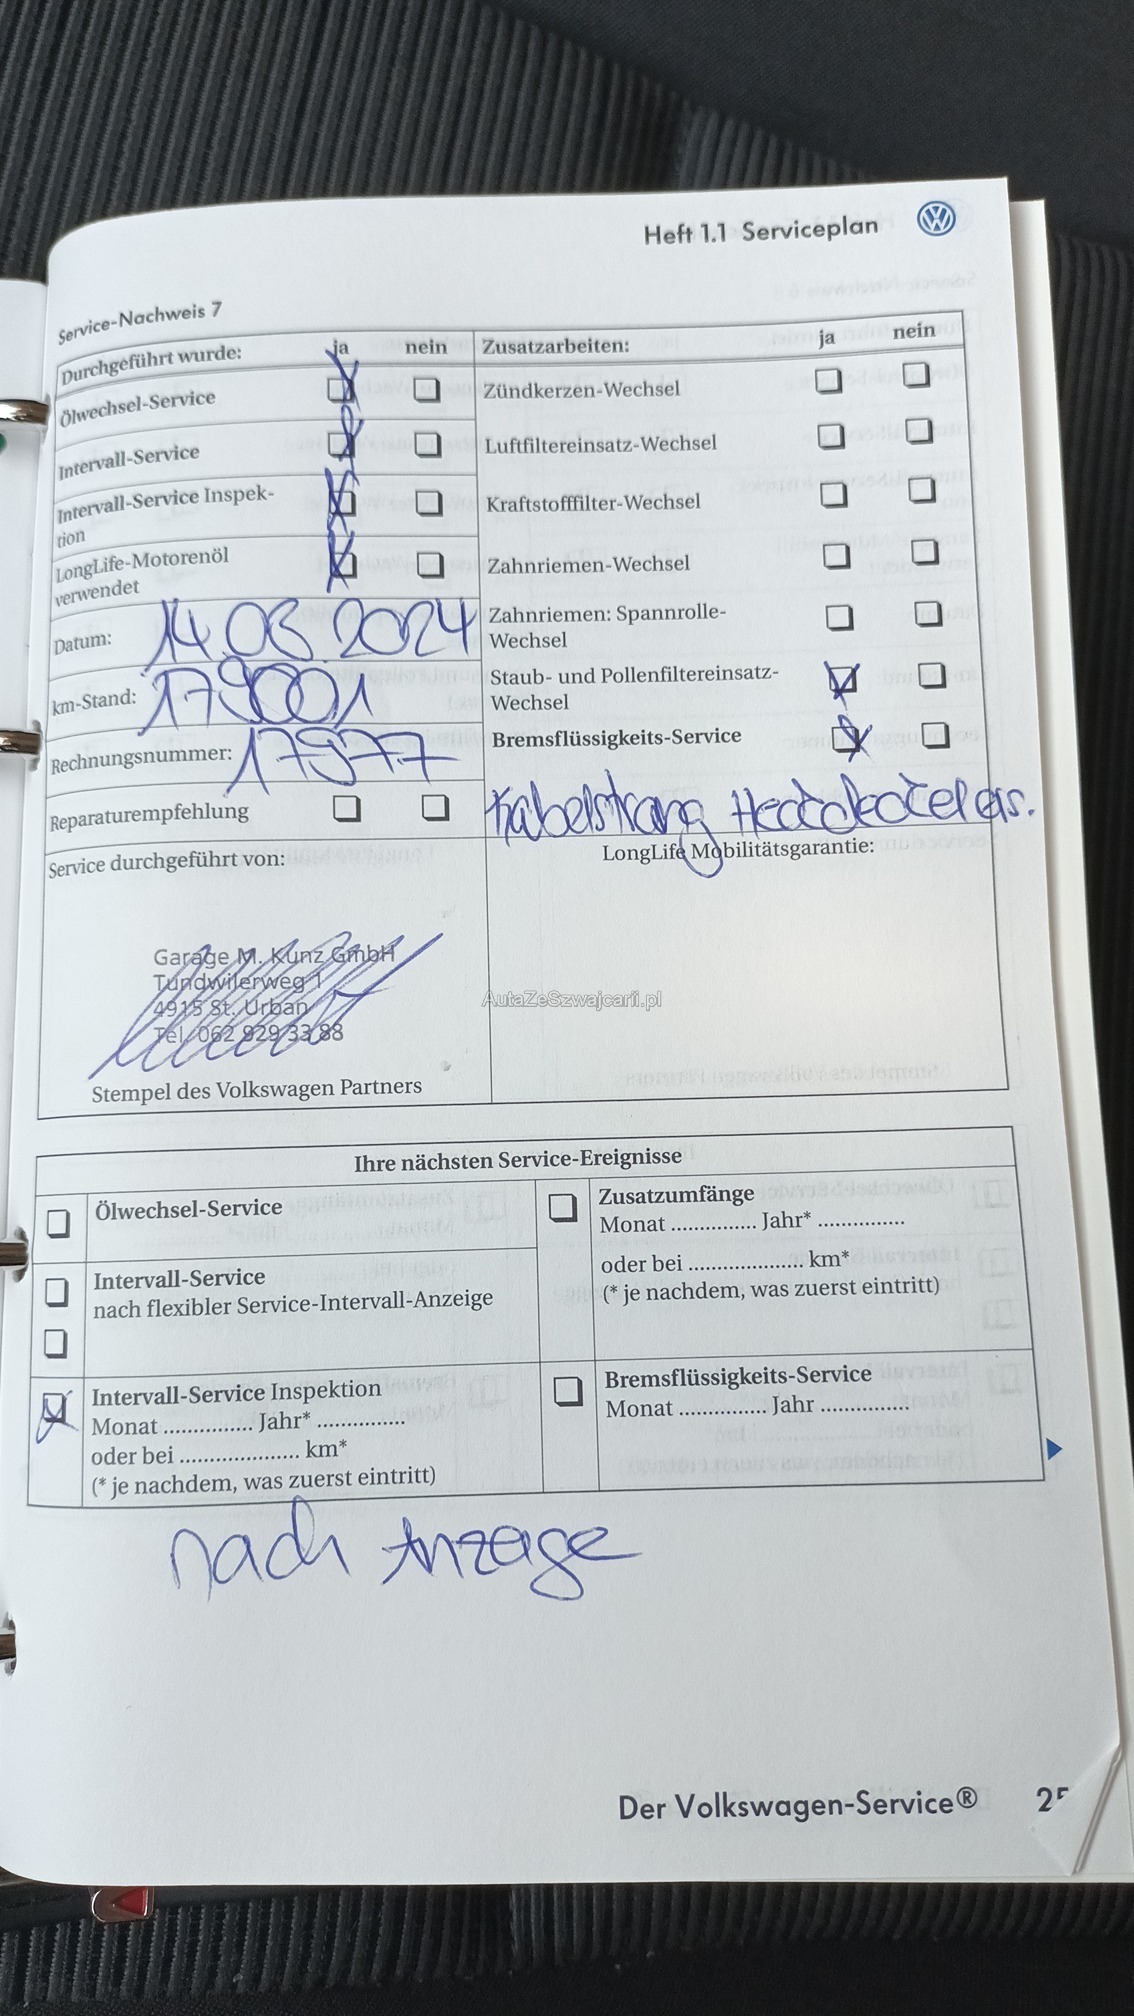 Heft 1.1 Serviceplan
Service-Nachweis 7
Durchgeführt wurde: ja nein
Ölwechsel-Service
Intervall-Service
Intervall-Service Inspek-
tion
LongLife-Motorenöl
verwendet
Datum: 14.08.2024
km-Stand: 179001
Rechnungsnummer: 17977
Reparaturempfehlung
Service durchgeführt von:
Garage M. Kunz GmbH
Tundwilerweg 1
4915 St. Urban
Tel. 062 929 33 88
Stempel des Volkswagen Partners
Zusatzarbeiten: ja nein
Zündkerzen-Wechsel
Luftfiltereinsatz-Wechsel
Kraftstofffilter-Wechsel
Zahnriemen-Wechsel
Zahnriemen: Spannrolle-
Wechsel
Staub- und Pollenfiltereinsatz-
Wechsel
Bremsflüssigkeits-Service
Kabelstrang
LongLife Mobilitätsgarantie:
AutaZeSzwajcarii.pl
Ihre nächsten Service-Ereignisse
Ölwechsel-Service
Intervall-Service
nach flexibler Service-Intervall-Anzeige
Intervall-Service Inspektion
Monat ............... Jahr* ...............
oder bei .................... km*
(* je nachdem, was zuerst eintritt)
Zusatzumfänge
Monat ............... Jahr* ...............
oder bei .................... km*
(* je nachdem, was zuerst eintritt)
Bremsflüssigkeits-Service
Monat ............... Jahr ...............
nach Anzeige
Der Volkswagen-Service®